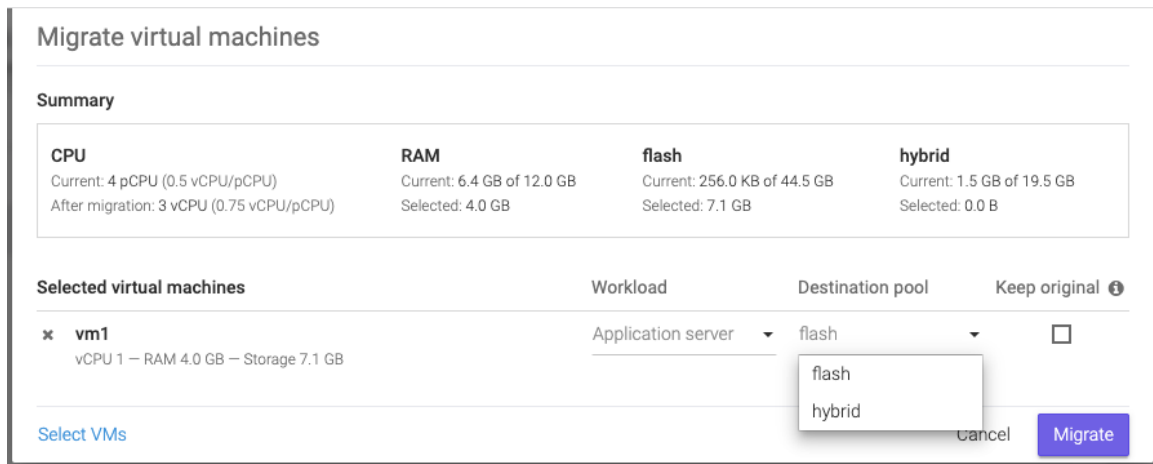 Migrate virtual machines
Summary
CPU RAM flash hybrid
Current: 4 pCPU (0.5 vCPU/pCPU) Current: 6.4 GB of 12.0 GB Current: 256.0 KB of 44.5 GB Current: 1.5 GB of 19.5 GB
After migration: 3 vCPU (0.75 vCPU/pCPU) Selected: 4.0 GB Selected: 7.1 GB Selected: 0.0 B
Selected virtual machines Workload Destination pool Keep original
vm1 Application server flash
vCPU 1 — RAM 4.0 GB — Storage 7.1 GB
flash
hybrid
Select VMs Cancel Migrate